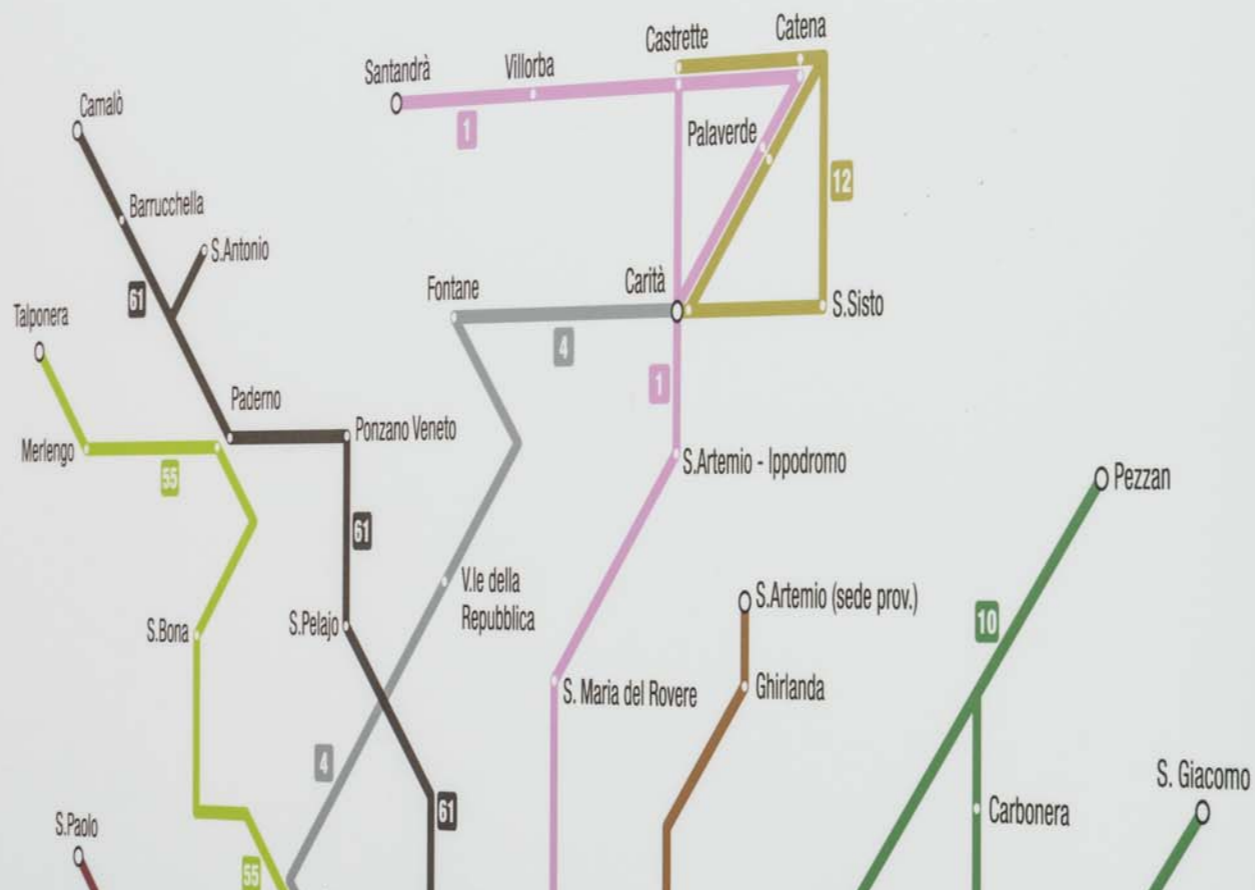 Catena
Castrette
Villorba
Santandrà
Camalò
1
Palaverde
12
Barrucchella
S.Antonio
61
Carità
Fontane
S.Sisto
Talponera
4
1
Paderno
Ponzano Veneto
Merlengo
S.Artemio - Ippodromo
55
Pezzan
61
V.le della
Repubblica
S.Artemio (sede prov.)
10
S.Bona
S.Pelajo
S. Maria del Rovere
Ghirlanda
4
S. Giacomo
61
Carbonera
S.Paolo
55